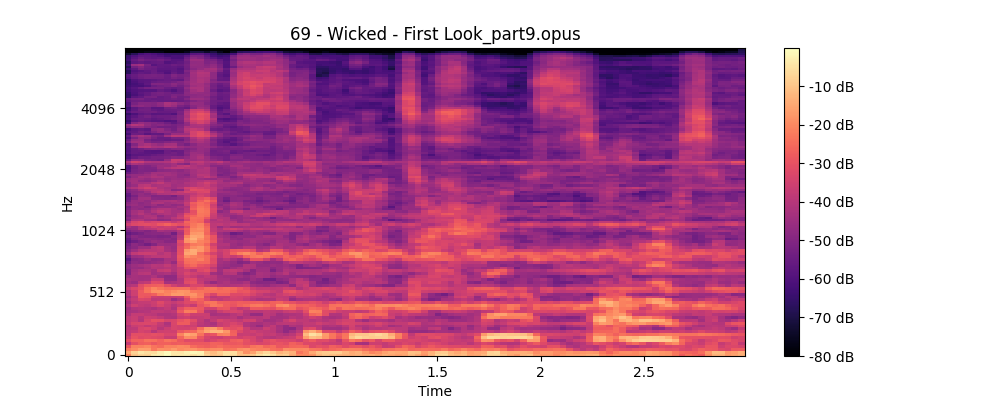 69 - Wicked - First Look_part9.opus
Hz
4096
2048
1024
512
0
0
0.5
1
1.5
2
2.5
Time
-10 dB
-20 dB
-30 dB
-40 dB
-50 dB
-60 dB
-70 dB
-80 dB